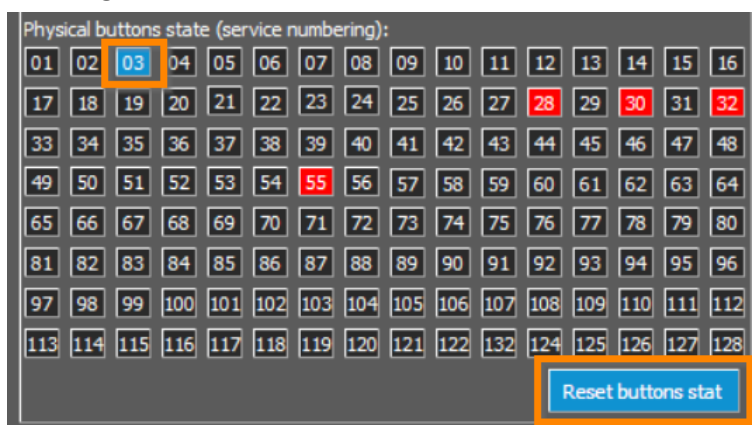 Physical buttons state (service numbering):
01 02 03 04 05 06 07 08 09 10 11 12 13 14 15 16
17 18 19 20 21 22 23 24 25 26 27 28 29 30 31 32
33 34 35 36 37 38 39 40 41 42 43 44 45 46 47 48
49 50 51 52 53 54 55 56 57 58 59 60 61 62 63 64
65 66 67 68 69 70 71 72 73 74 75 76 77 78 79 80
81 82 83 84 85 86 87 88 89 90 91 92 93 94 95 96
97 98 99 100 101 102 103 104 105 106 107 108 109 110 111 112
113 114 115 116 117 118 119 120 121 122 132 124 125 126 127 128
Reset buttons stat